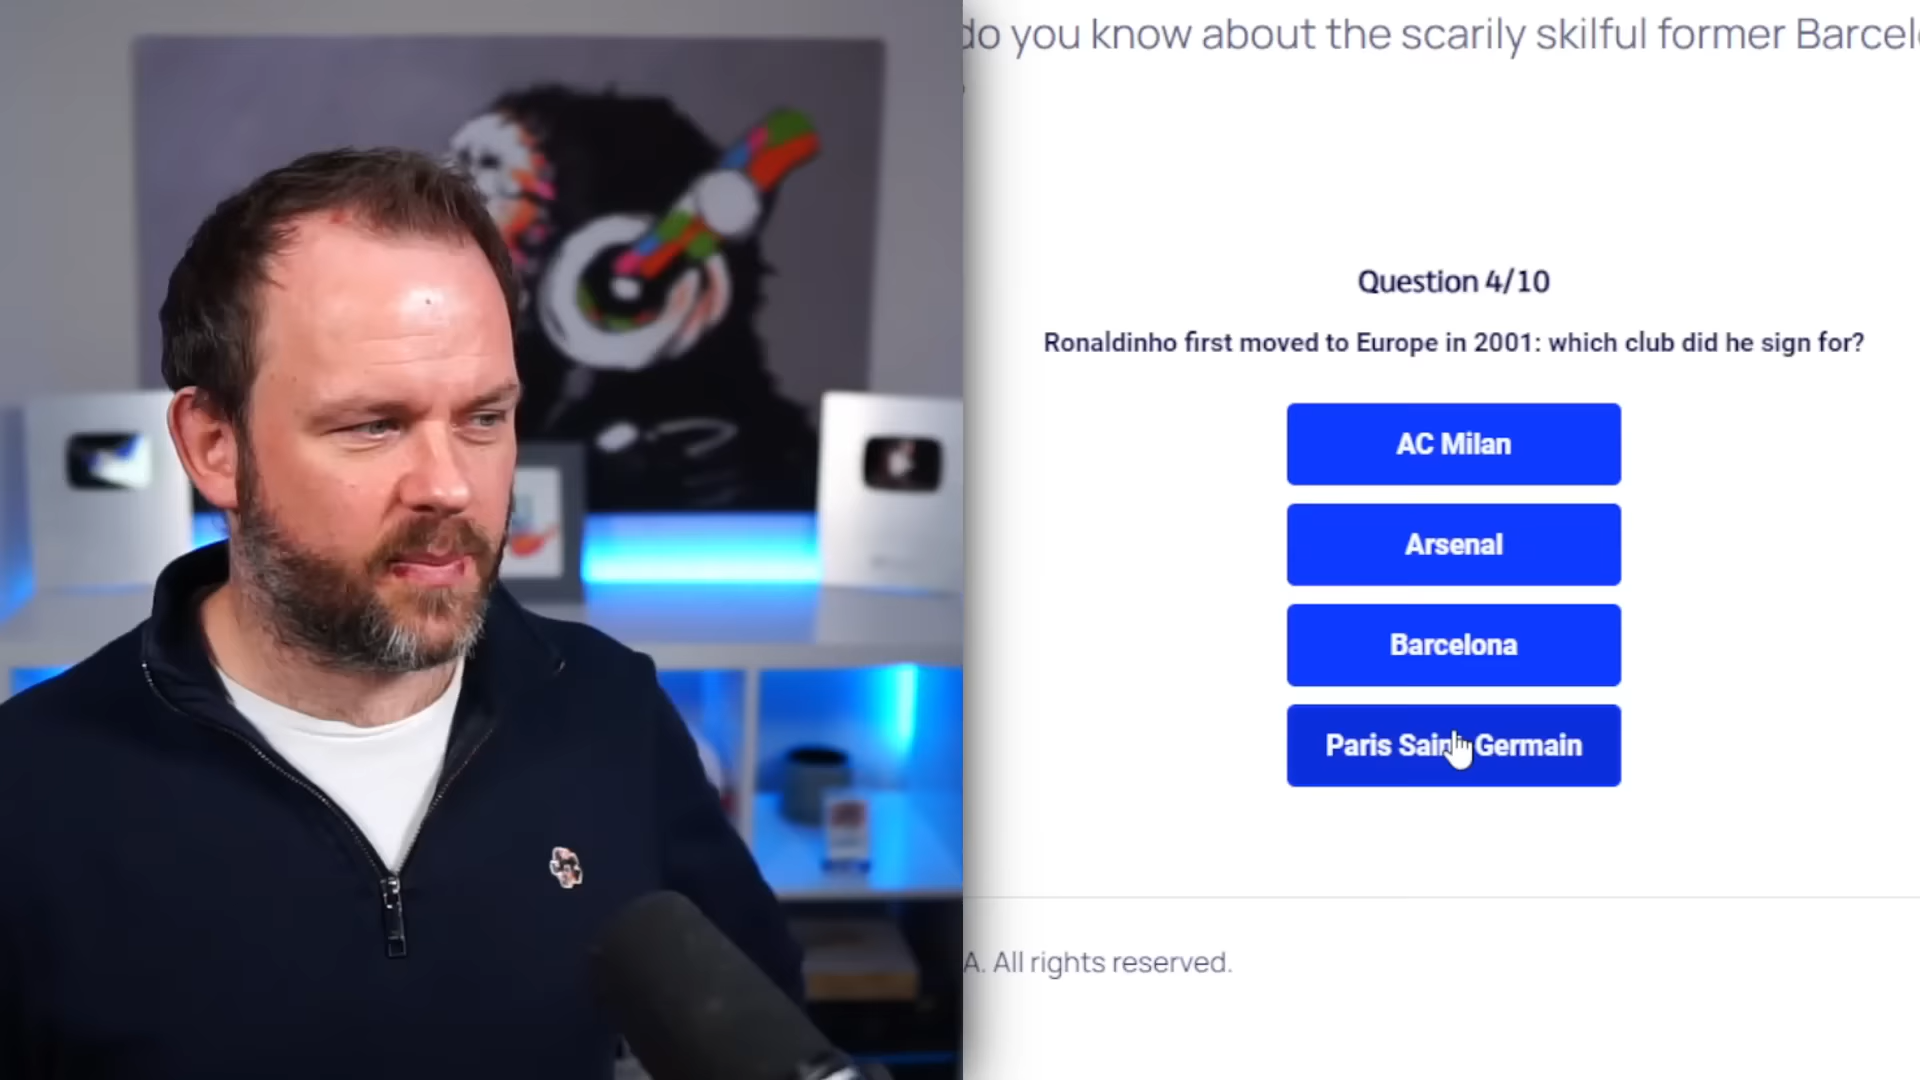 do you know about the scarily skilful former Barcel
Question 4/10
Ronaldinho first moved to Europe in 2001: which club did he sign for?
AC Milan
Arsenal
Barcelona
Paris Saint Germain
A. All rights reserved.